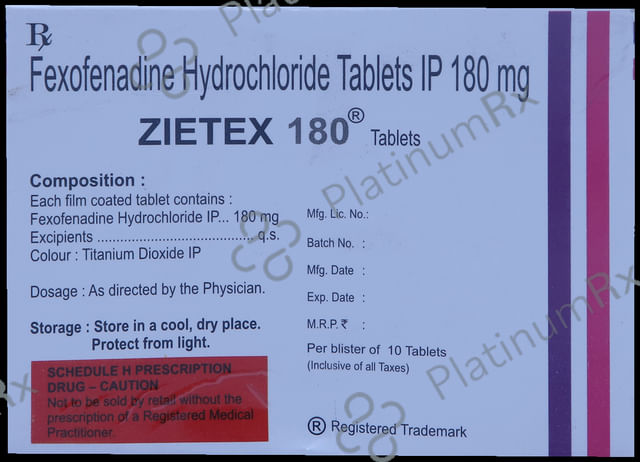 Rx
Fexofenadine Hydrochloride Tablets IP 180 mg
ZIETEX 180® Tablets
Composition :
Each film coated tablet contains :
Fexofenadine Hydrochloride IP... 180 mg
Excipients ......................................... q.s.
Colour : Titanium Dioxide IP
Dosage : As directed by the Physician.
Storage : Store in a cool, dry place.
Protect from light.
SCHEDULE H PRESCRIPTION
DRUG – CAUTION
Not to be sold by retail without the
prescription of a Registered Medical
Practitioner.
Mfg. Lic. No.:
Batch No. :
Mfg. Date :
Exp. Date :
M.R.P. ₹ :
Per blister of 10 Tablets
(Inclusive of all Taxes)
® Registered Trademark
PlatinumRx
PlatinumRx
PlatinumRx
Rx